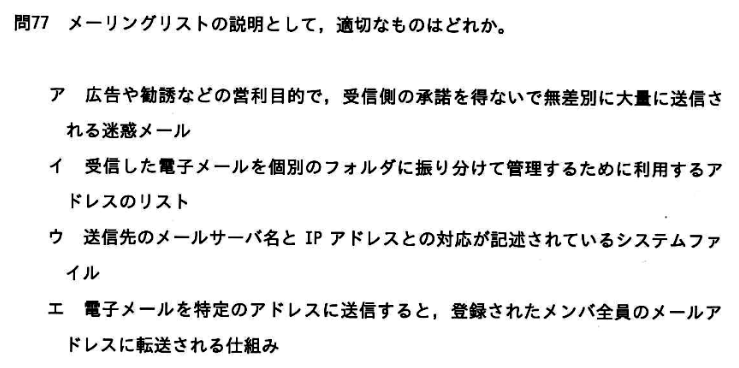 問77 メーリングリストの説明として，適切なものはどれか。
ア 広告や勧誘などの営利目的で，受信側の承諾を得ないで無差別に大量に送信さ
れる迷惑メール
イ 受信した電子メールを個別のフォルダに振り分けて管理するために利用するア
ドレスのリスト
ウ 送信先のメールサーバ名と IP アドレスとの対応が記述されているシステムファ
イル
エ 電子メールを特定のアドレスに送信すると，登録されたメンバ全員のメールア
ドレスに転送される仕組み